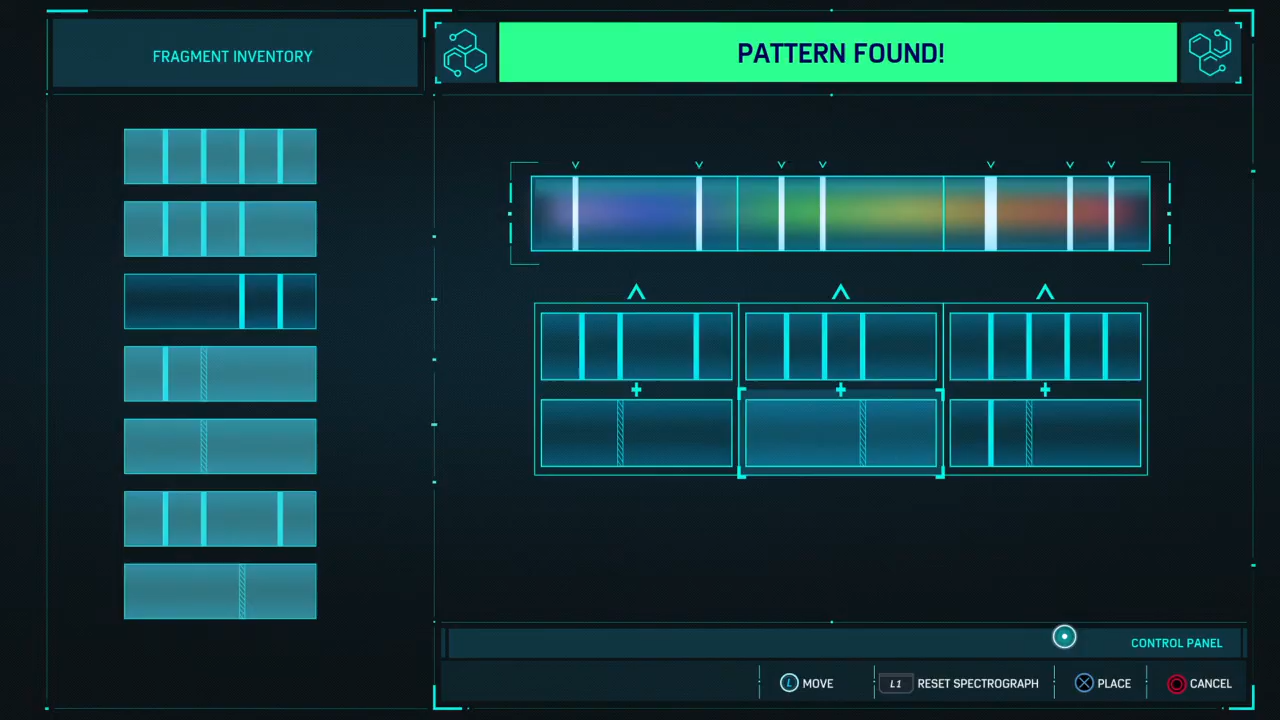 FRAGMENT INVENTORY
PATTERN FOUND!
CONTROL PANEL
L MOVE
L1 RESET SPECTROGRAPH
PLACE
CANCEL